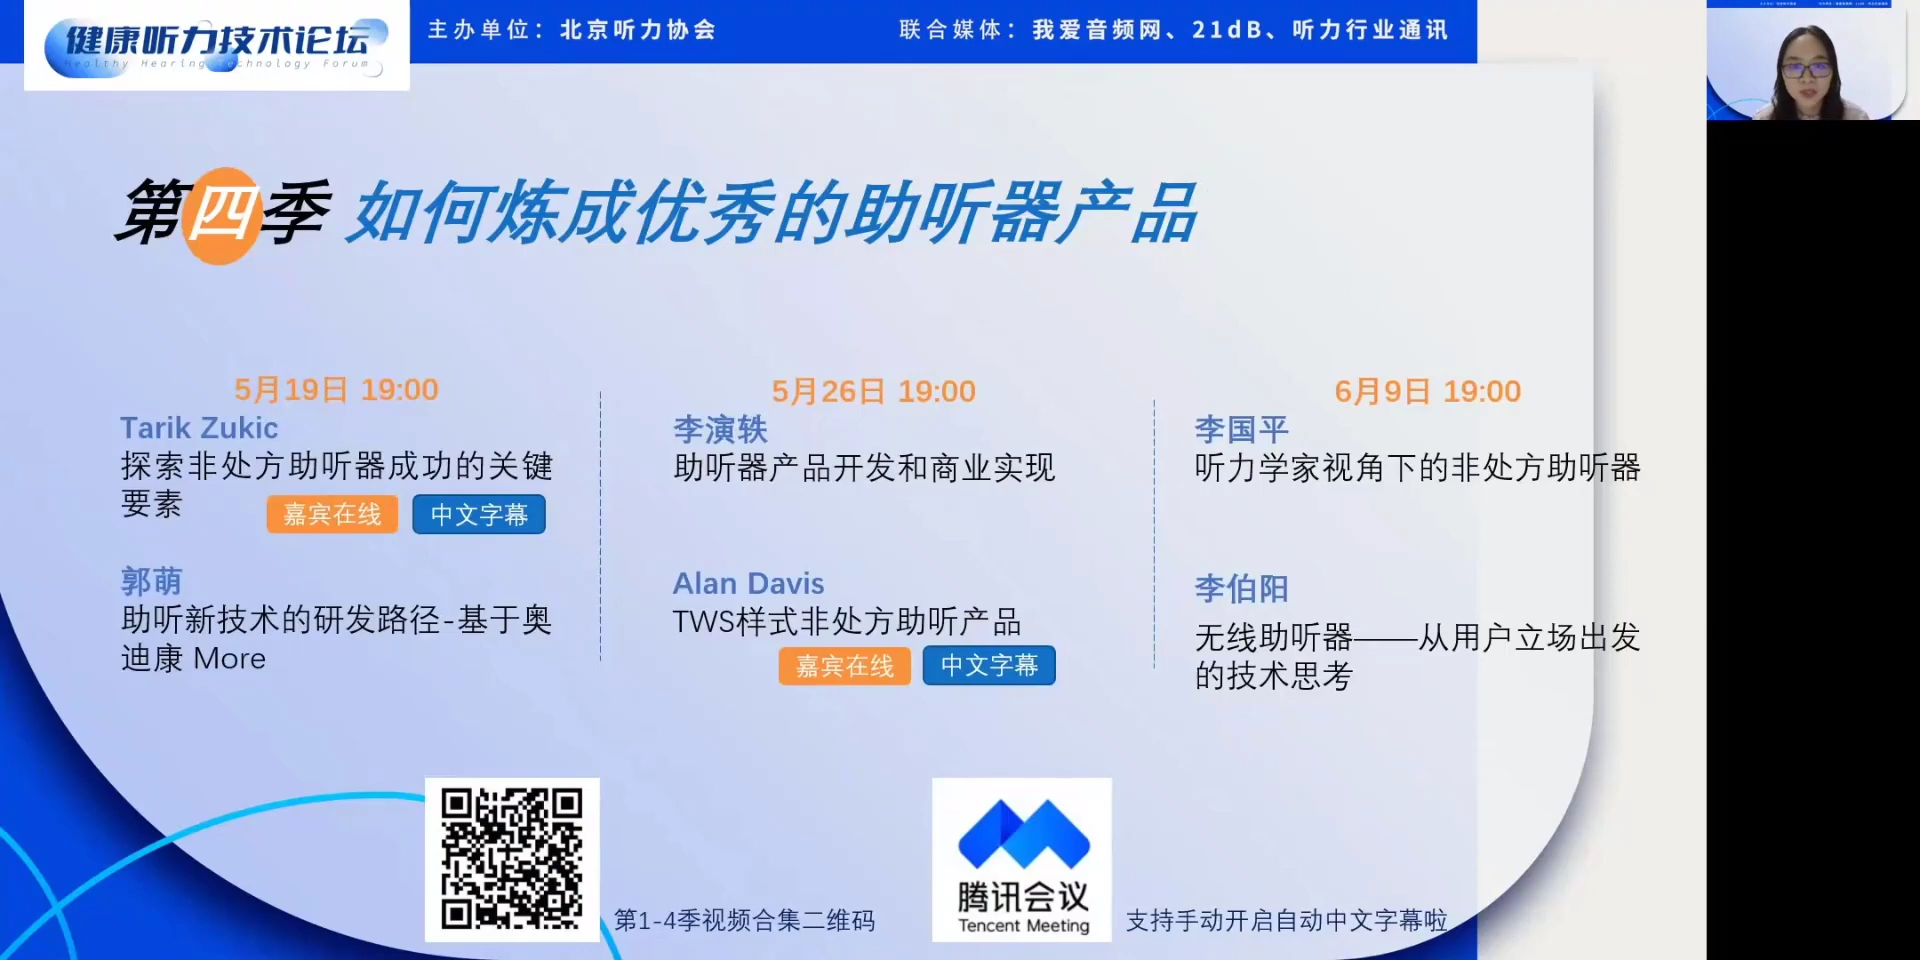 健康听力技术论坛
Healthy Hearing Technology Forum
主办单位：北京听力协会
联合媒体：我爱音频网、21dB、听力行业通讯
第四季 如何炼成优秀的助听器产品
5月19日 19:00
Tarik Zukic
探索非处方助听器成功的关键
要素
嘉宾在线
中文字幕
郭萌
助听新技术的研发路径-基于奥
迪康 More
5月26日 19:00
李演轶
助听器产品开发和商业实现
Alan Davis
TWS样式非处方助听产品
嘉宾在线
中文字幕
6月9日 19:00
李国平
听力学家视角下的非处方助听器
李伯阳
无线助听器——从用户立场出发
的技术思考
第1-4季视频合集二维码
腾讯会议
Tencent Meeting
支持手动开启自动中文字幕啦